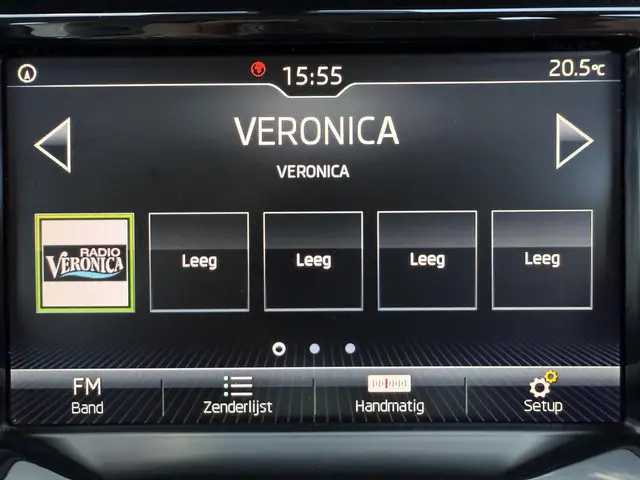 15:55
20.5°C
VERONICA
VERONICA
RADIO
VERONICA
Leeg
Leeg
Leeg
Leeg
FM
Band
Zenderlijst
Handmatig
Setup